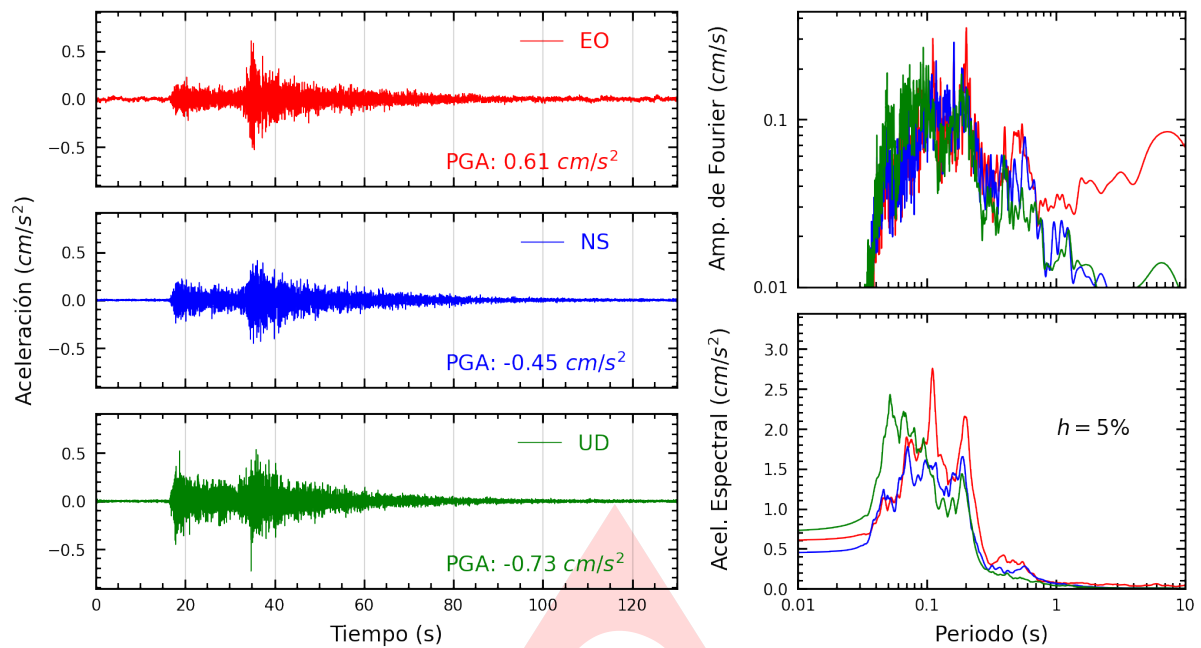 Aceleración (cm/s²)
0.5
0.0
−0.5
EO
PGA: 0.61 cm/s²
0.5
0.0
−0.5
NS
PGA: -0.45 cm/s²
0.5
0.0
−0.5
UD
PGA: -0.73 cm/s²
0 20 40 60 80 100 120
Tiempo (s)
Amp. de Fourier (cm/s)
0.1
0.01
Acel. Espectral (cm/s²)
3.0
2.5
2.0
1.5
1.0
0.5
0.0
h = 5%
0.01 0.1 1 10
Periodo (s)